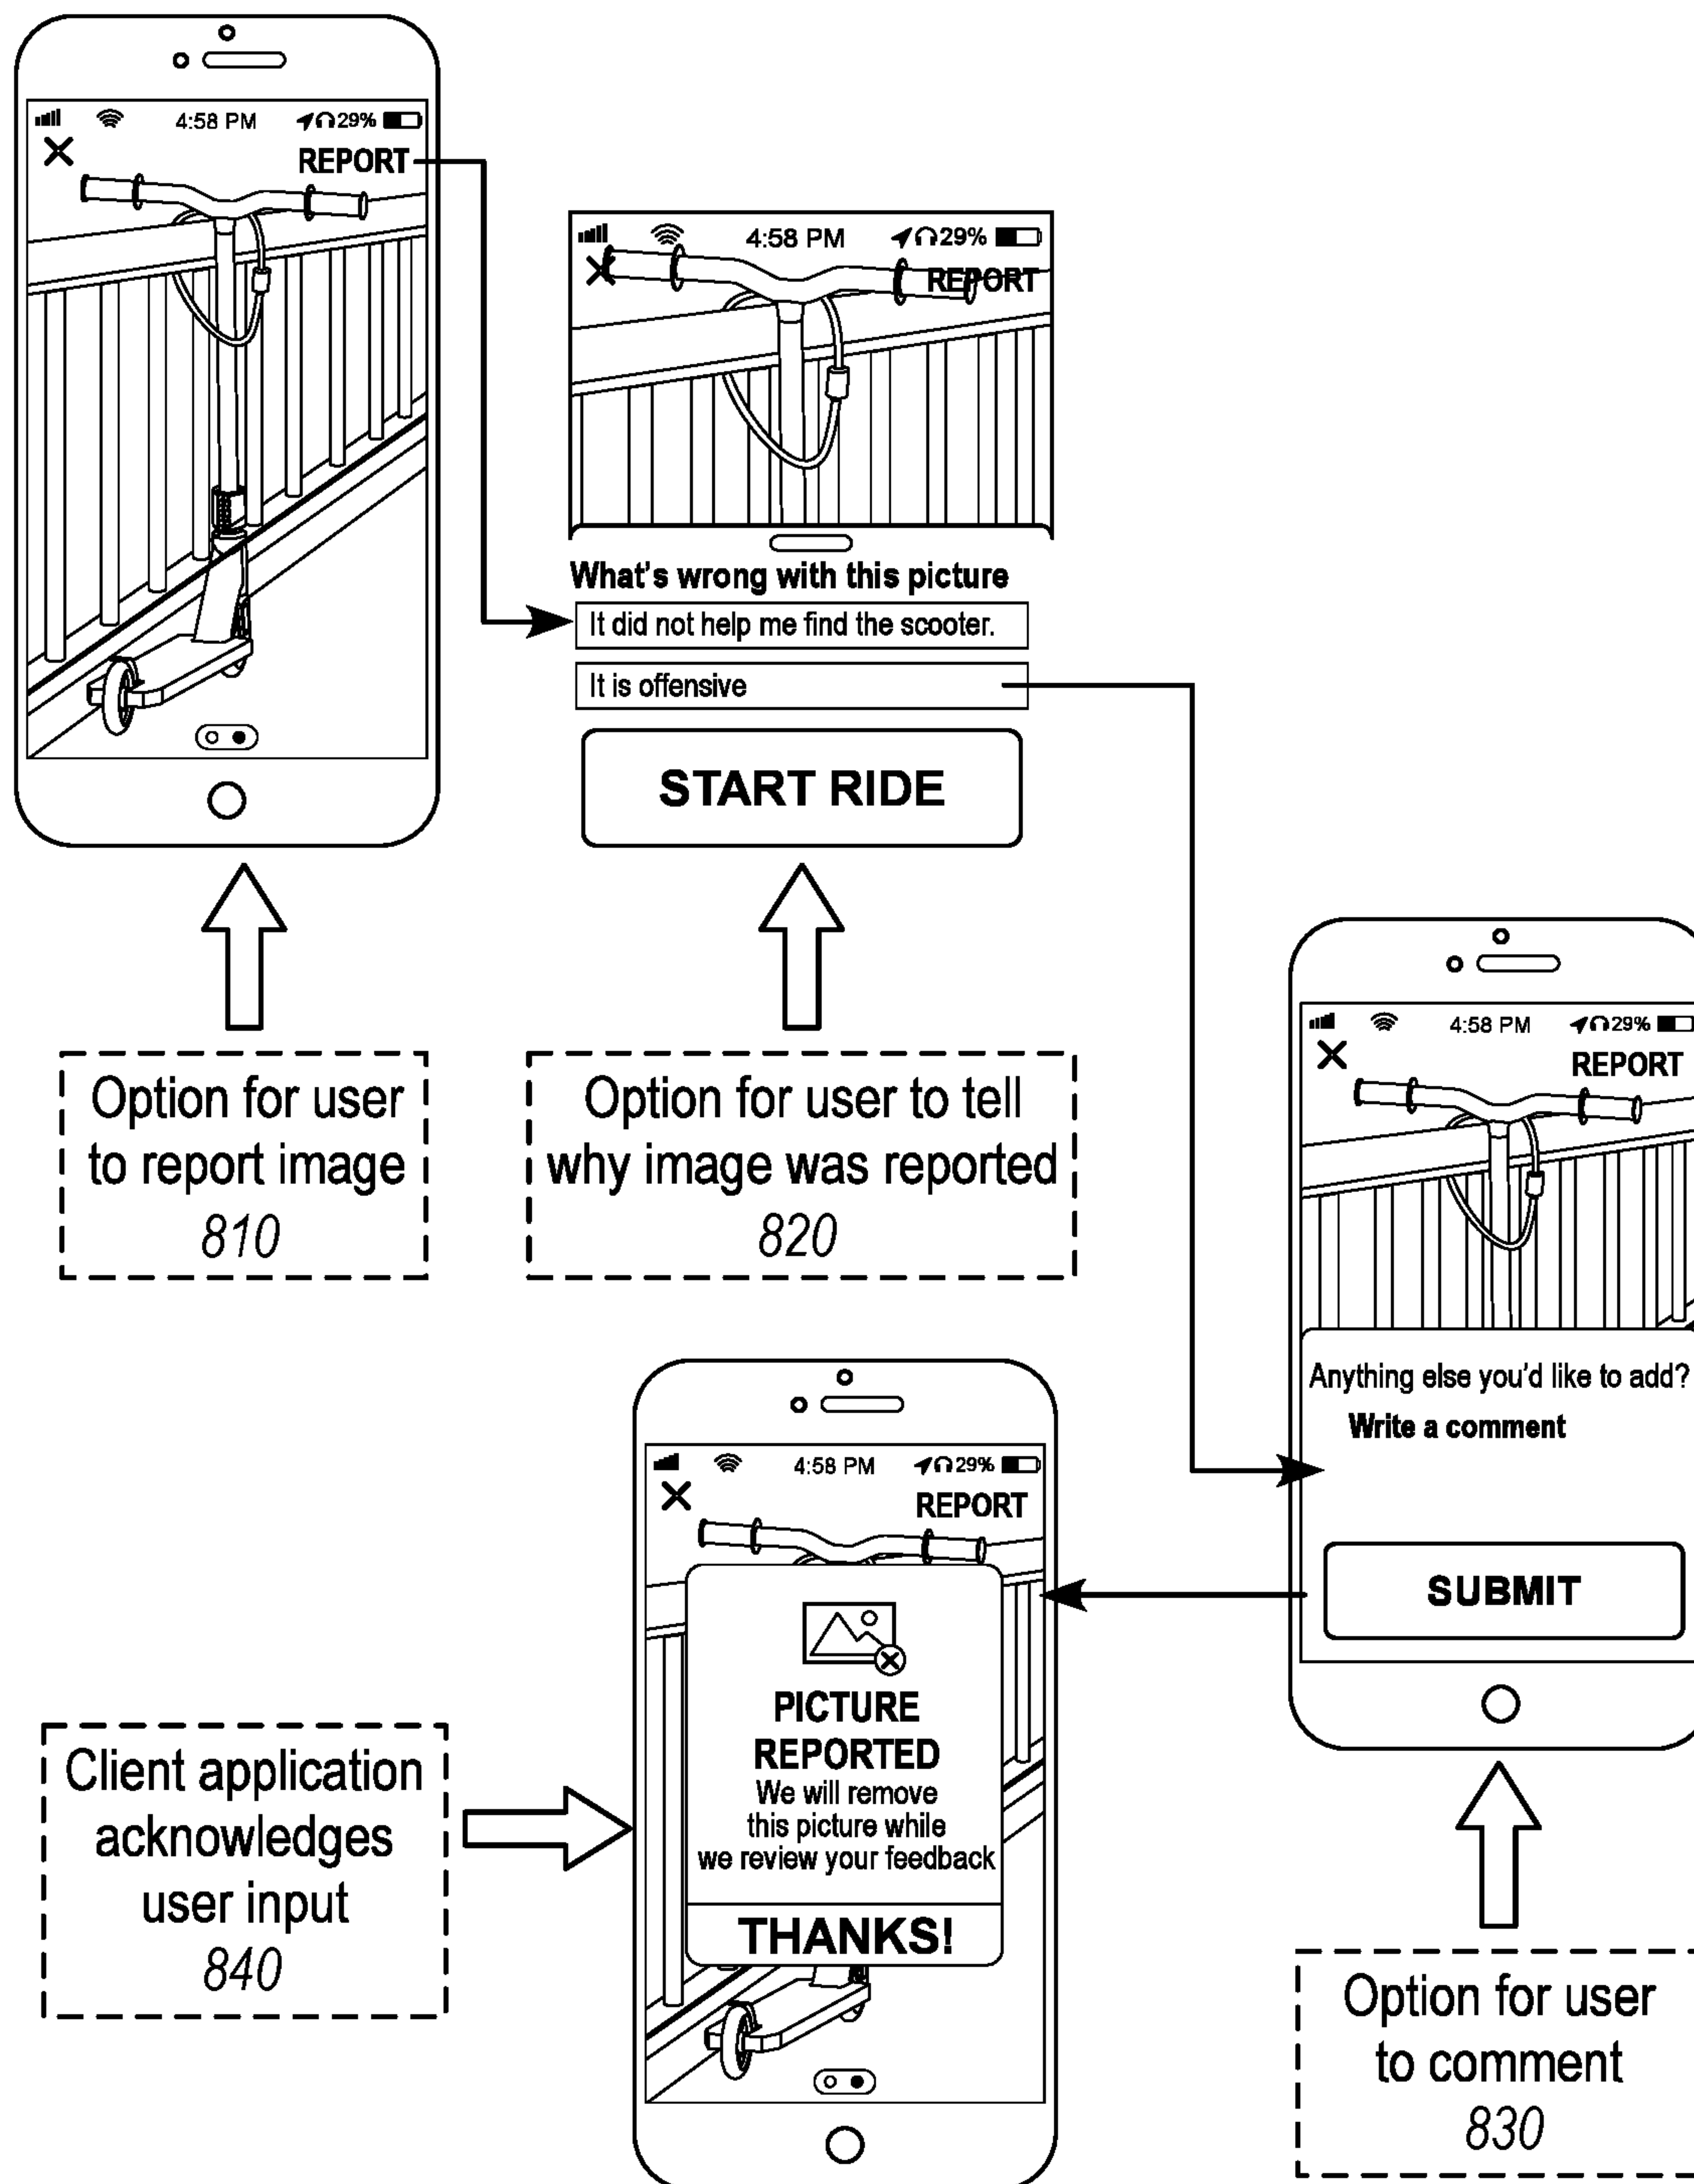 4:58 PM 29%
REPORT
4:58 PM 29%
REPORT
What's wrong with this picture
It did not help me find the scooter.
It is offensive
START RIDE
Option for user
to report image
810
Option for user to tell
why image was reported
820
4:58 PM 29%
REPORT
Anything else you'd like to add?
Write a comment
SUBMIT
Option for user
to comment
830
4:58 PM 29%
REPORT
PICTURE
REPORTED
We will remove
this picture while
we review your feedback
THANKS!
Client application
acknowledges
user input
840